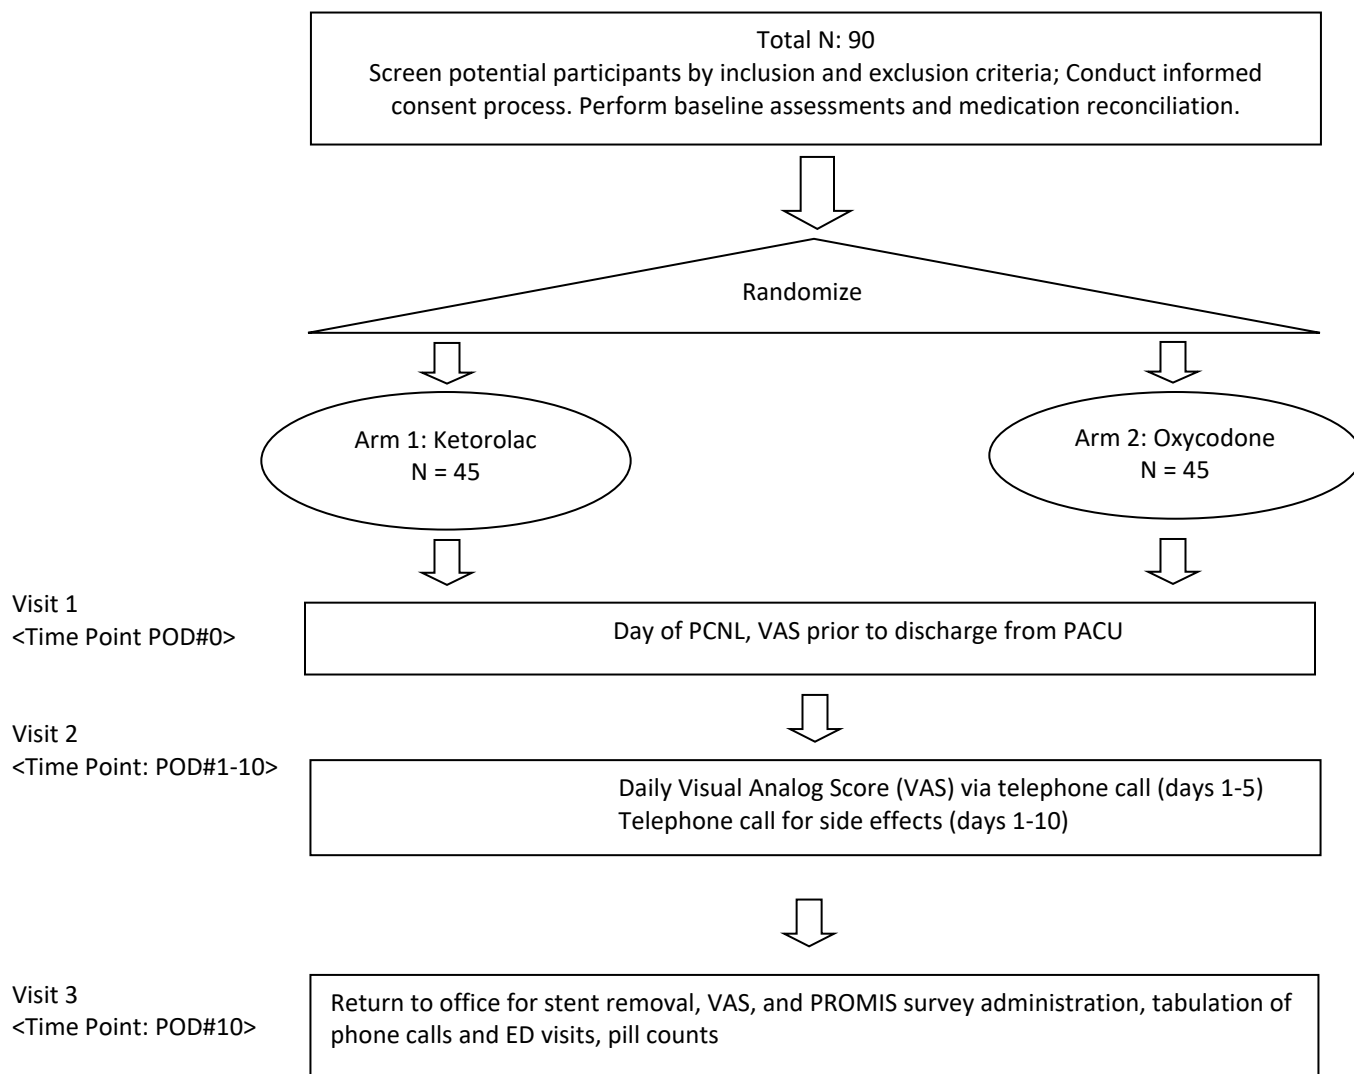 Total N: 90
Screen potential participants by inclusion and exclusion criteria; Conduct informed
consent process. Perform baseline assessments and medication reconciliation.
Randomize
Arm 1: Ketorolac
N = 45
Arm 2: Oxycodone
N = 45
Visit 1
<Time Point POD#0>
Day of PCNL, VAS prior to discharge from PACU
Visit 2
<Time Point: POD#1-10>
Daily Visual Analog Score (VAS) via telephone call (days 1-5)
Telephone call for side effects (days 1-10)
Visit 3
<Time Point: POD#10>
Return to office for stent removal, VAS, and PROMIS survey administration, tabulation of
phone calls and ED visits, pill counts